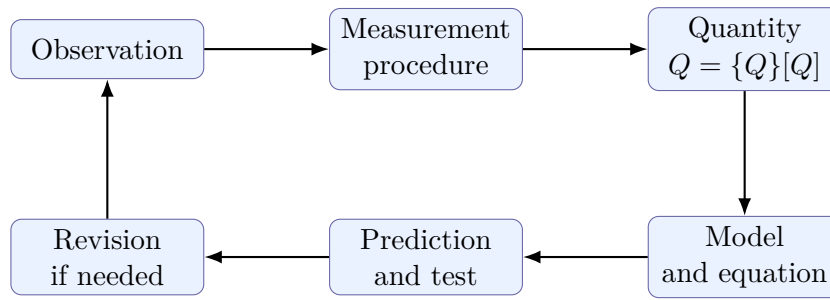 Observation
Measurement
procedure
Quantity
Q = {Q}[Q]
Revision
if needed
Prediction
and test
Model
and equation